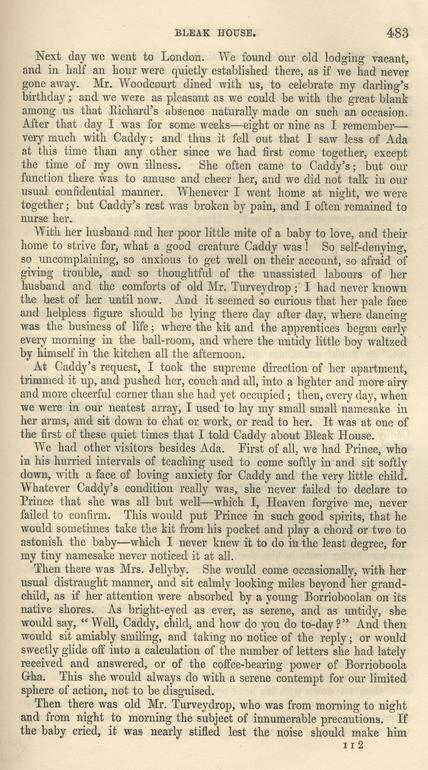 BLEAK HOUSE. 483
Next day we went to London. We found our old lodging vacant,
and in half an hour were quietly established there, as if we had never
gone away. Mr. Woodcourt dined with us, to celebrate my darling's
birthday; and we were as pleasant as we could be with the great blank
among us that Richard's absence naturally made on such an occasion.
After that day I was for some weeks—eight or nine as I remember—
very much with Caddy; and thus it fell out that I saw less of Ada
at this time than any other since we had first come together, except
the time of my own illness. She often came to Caddy's; but our
function there was to amuse and cheer her, and we did not talk in our
usual confidential manner. Whenever I went home at night, we were
together; but Caddy's rest was broken by pain, and I often remained to
nurse her.
With her husband and her poor little mite of a baby to love, and their
home to strive for, what a good creature Caddy was! So self-denying,
so uncomplaining, so anxious to get well on their account, so afraid of
giving trouble, and so thoughtful of the unassisted labours of her
husband and the comforts of old Mr. Turveydrop; I had never known
the best of her until now. And it seemed so curious that her pale face
and helpless figure should be lying there day after day, where dancing
was the business of life; where the kit and the apprentices began early
every morning in the ball-room, and where the untidy little boy waltzed
by himself in the kitchen all the afternoon.
At Caddy's request, I took the supreme direction of her apartment,
trimmed it up, and pushed her, couch and all, into a lighter and more airy
and more cheerful corner than she had yet occupied; then, every day, when
we were in our neatest array, I used to lay my small small namesake in
her arms, and sit down to chat or work, or read to her. It was at one of
the first of these quiet times that I told Caddy about Bleak House.
We had other visitors besides Ada. First of all, we had Prince, who
in his hurried intervals of teaching used to come softly in and sit softly
down, with a face of loving anxiety for Caddy and the very little child.
Whatever Caddy's condition really was, she never failed to declare to
Prince that she was all but well—which I, Heaven forgive me, never
failed to confirm. This would put Prince in such good spirits, that he
would sometimes take the kit from his pocket and play a chord or two to
astonish the baby—which I never knew it to do in the least degree, for
my tiny namesake never noticed it at all.
Then there was Mrs. Jellyby. She would come occasionally, with her
usual distraught manner, and sit calmly looking miles beyond her grand-
child, as if her attention were absorbed by a young Borrioboolan on its
native shores. As bright-eyed as ever, as serene, and as untidy, she
would say, "Well, Caddy, child, and how do you do to-day?" And then
would sit amiably smiling, and taking no notice of the reply; or would
sweetly glide off into a calculation of the number of letters she had lately
received and answered, or of the coffee-bearing power of Borrioboola
Gha. This she would always do with a serene contempt for our limited
sphere of action, not to be disguised.
Then there was old Mr. Turveydrop, who was from morning to night
and from night to morning the subject of innumerable precautions. If
the baby cried, it was nearly stifled lest the noise should make him
I I 2